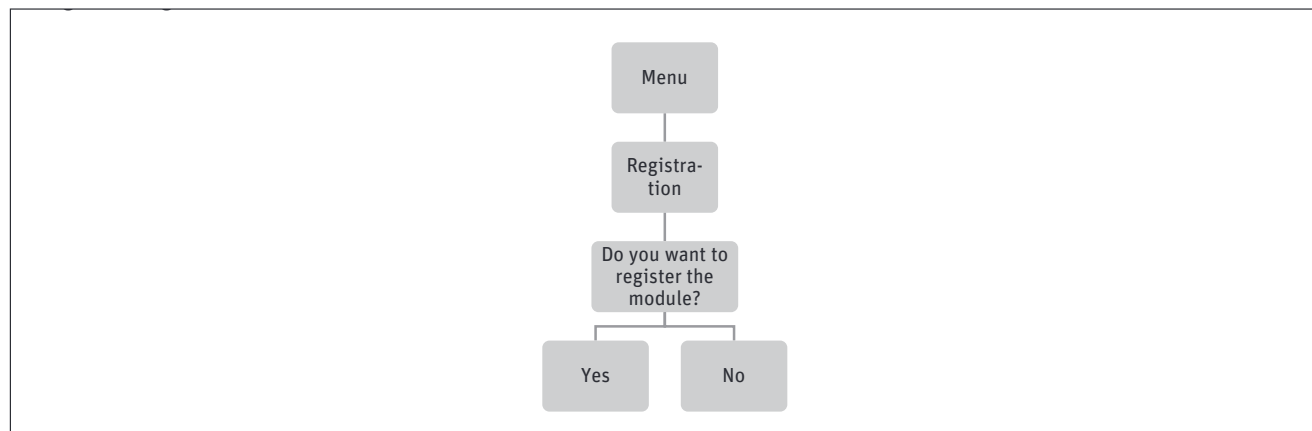 Menu
Registra-
tion
Do you want to
register the
module?
Yes
No